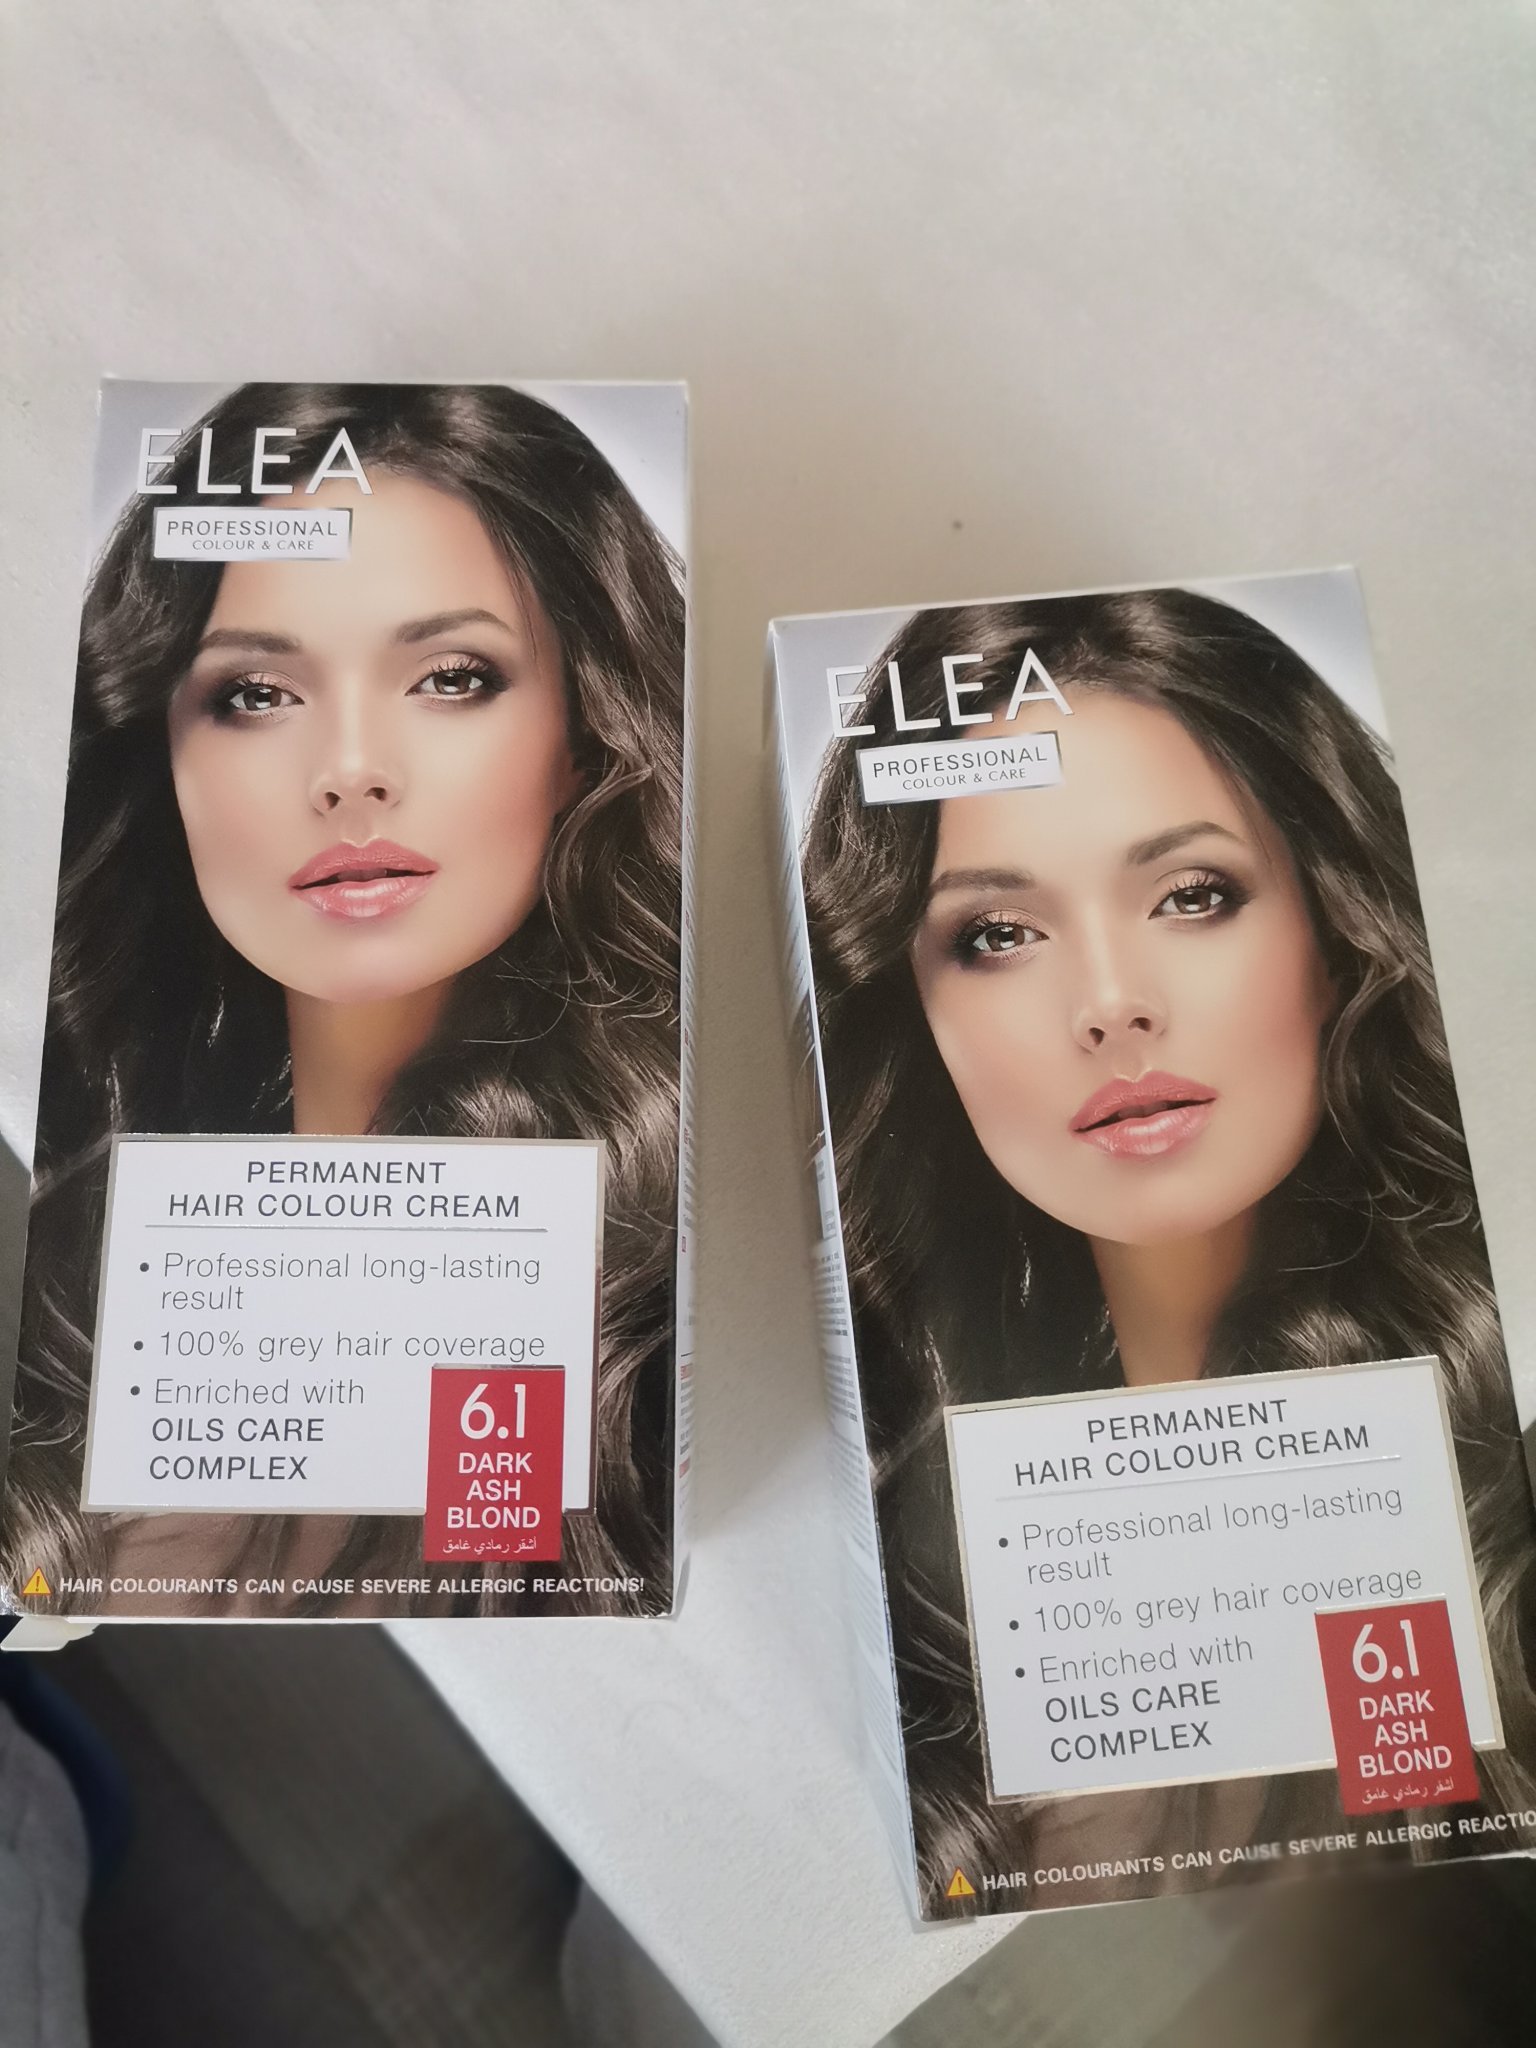 ELEA
PROFESSIONAL
COLOUR & CARE
PERMANENT
HAIR COLOUR CREAM
• Professional long-lasting
result
• 100% grey hair coverage
• Enriched with
OILS CARE
COMPLEX
6.1
DARK
ASH
BLOND
أشقر رمادي غامق
HAIR COLOURANTS CAN CAUSE SEVERE ALLERGIC REACTIONS!
ELEA
PROFESSIONAL
COLOUR & CARE
PERMANENT
HAIR COLOUR CREAM
• Professional long-lasting
result
• 100% grey hair coverage
• Enriched with
OILS CARE
COMPLEX
6.1
DARK
ASH
BLOND
أشقر رمادي غامق
HAIR COLOURANTS CAN CAUSE SEVERE ALLERGIC REACTIO